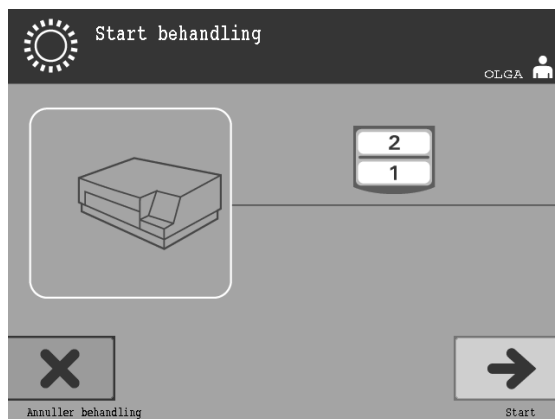 Start behandling
OLGA
2
1
Annuller behandling
Start